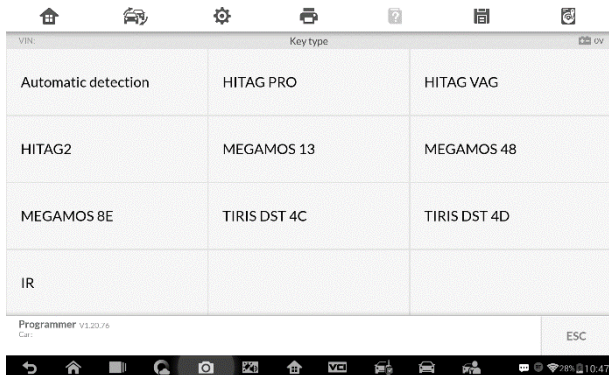 VIN: Key type 0V
Automatic detection HITAG PRO HITAG VAG
HITAG2 MEGAMOS 13 MEGAMOS 48
MEGAMOS 8E TIRIS DST 4C TIRIS DST 4D
IR
Programmer V1.20.76
Car: ESC
VCI 28% 10:47